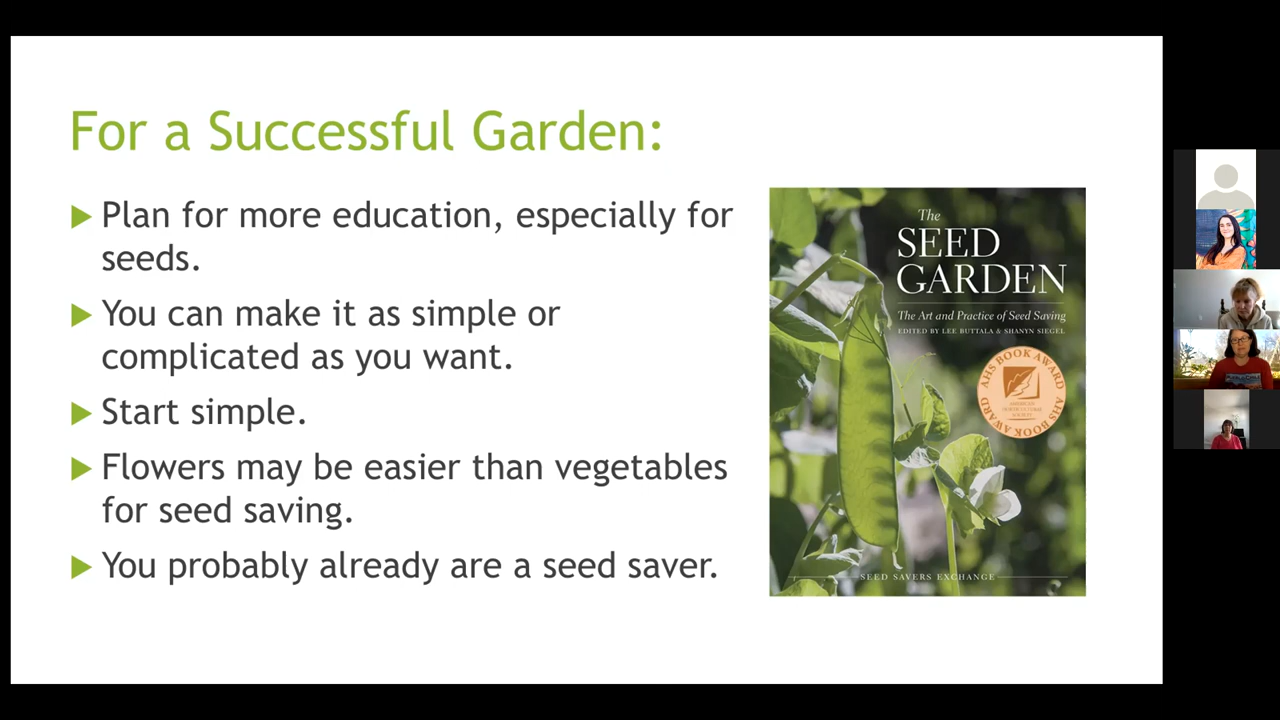 For a Successful Garden:
Plan for more education, especially for
seeds.
You can make it as simple or
complicated as you want.
Start simple.
Flowers may be easier than vegetables
for seed saving.
You probably already are a seed saver.
The
SEED
GARDEN
The Art and Practice of Seed Saving
EDITED BY LEE BUTTALA & SHANYN SIEGEL
AHS BOOK AWARD
AMERICAN
HORTICULTURAL
SOCIETY
AHS BOOK AWARD
SEED SAVERS EXCHANGE